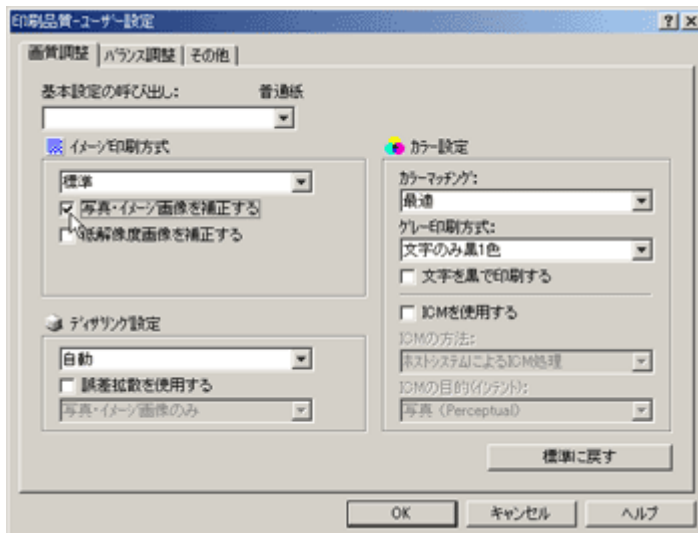 印刷品質-ユーザー設定
画質調整 バランス調整 その他
基本設定の呼び出し: 普通紙
イメージ印刷方式
標準
写真・イメージ画像を補正する
低解像度画像を補正する
ディザリング設定
自動
誤差拡散を使用する
写真・イメージ画像のみ
カラー設定
カラーマッチング:
最適
グレー印刷方式:
文字のみ黒1色
文字を黒で印刷する
ICMを使用する
ICMの方法:
ホストシステムによるICM処理
ICMの目的(インテント):
写真 (Perceptual)
標準に戻す
OK キャンセル ヘルプ